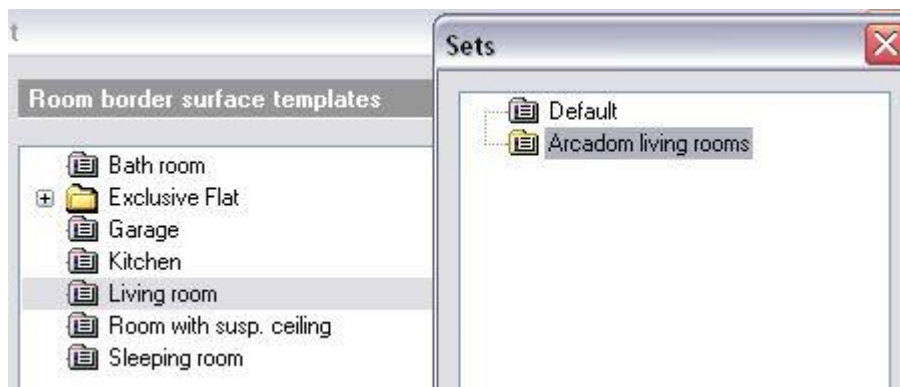 t
Room border surface templates
Bath room
Exclusive Flat
Garage
Kitchen
Living room
Room with susp. ceiling
Sleeping room
Sets
Default
Arcadom living rooms